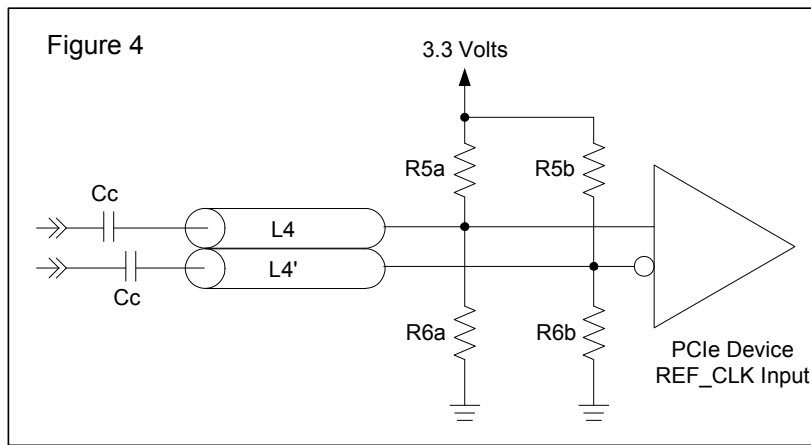 Figure 4
3.3 Volts
R5a
R5b
Cc
L4
L4'
Cc
R6a
R6b
PCIe Device
REF_CLK Input